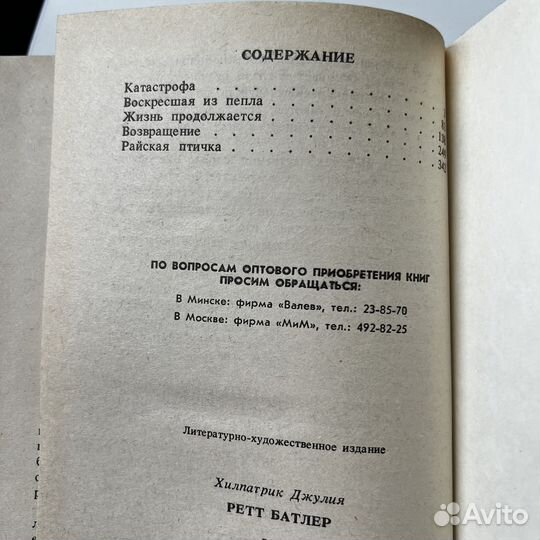 СОДЕРЖАНИЕ
Катастрофа . . . . . . . . . .
Воскресшая из пепла . . . . . . . .
Жизнь продолжается . . . . . . . .
Возвращение . . . . . . . . . 246
Райская птичка . . . . . . . . . 342
ПО ВОПРОСАМ ОПТОВОГО ПРИОБРЕТЕНИЯ КНИГ
ПРОСИМ ОБРАЩАТЬСЯ:
В Минске: фирма «Валев», тел.: 23-85-70
В Москве: фирма «МиМ», тел.: 492-82-25
Литературно-художественное издание
Хилпатрик Джулия
РЕТТ БАТЛЕР
Avito